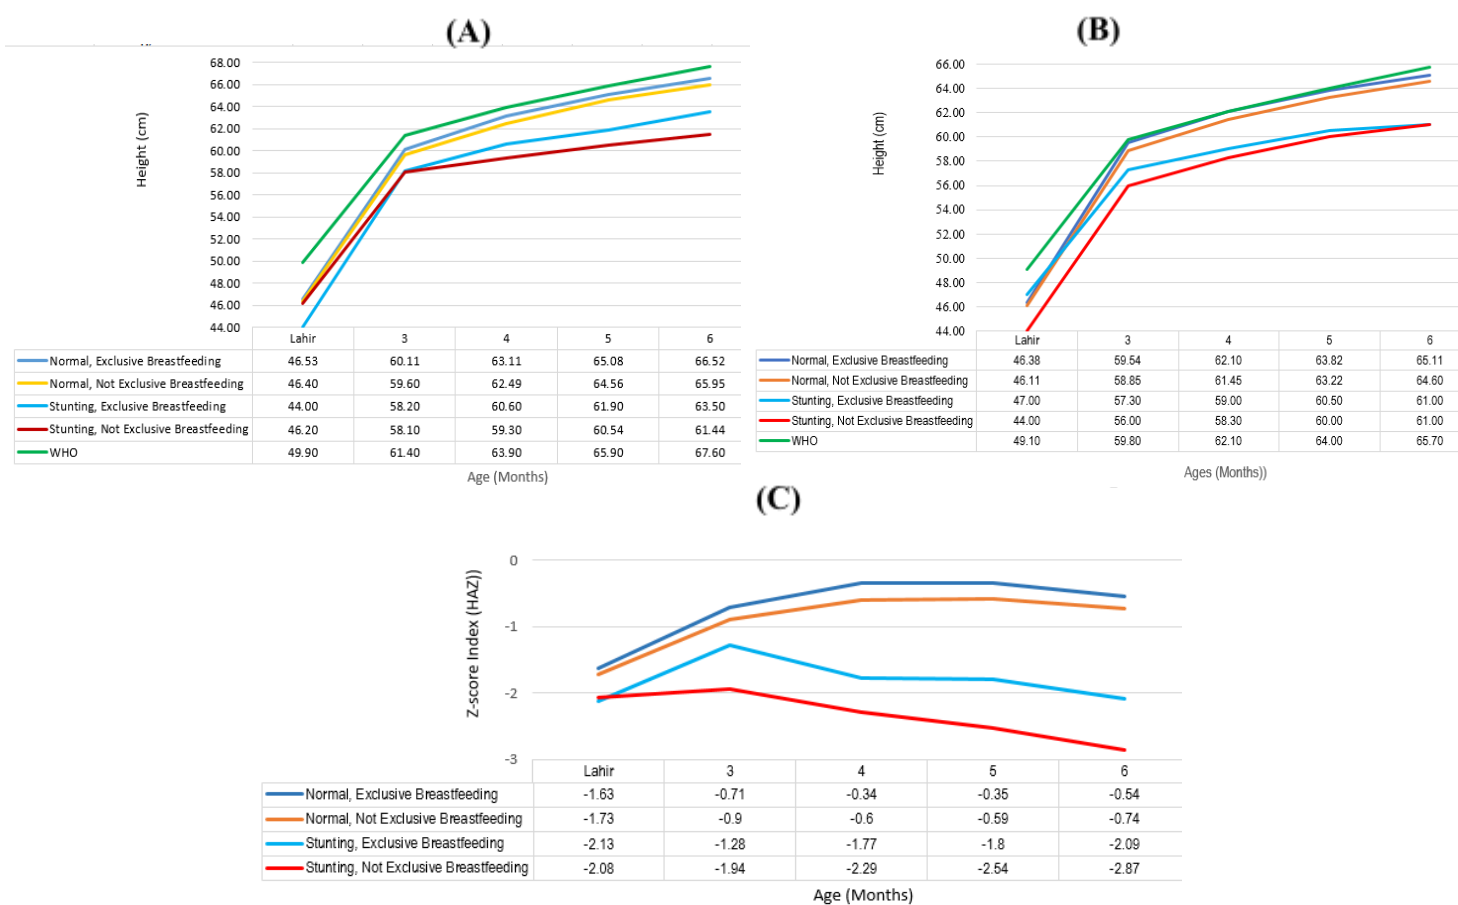 (A)
Height (cm)
68.00
66.00
64.00
62.00
60.00
58.00
56.00
54.00
52.00
50.00
48.00
46.00
44.00
Lahir 3 4 5 6
Normal, Exclusive Breastfeeding 46.53 60.11 63.11 65.08 66.52
Normal, Not Exclusive Breastfeeding 46.40 59.60 62.49 64.56 65.95
Stunting, Exclusive Breastfeeding 44.00 58.20 60.60 61.90 63.50
Stunting, Not Exclusive Breastfeeding 46.20 58.10 59.30 60.54 61.44
WHO 49.90 61.40 63.90 65.90 67.60
Age (Months)
(B)
Height (cm)
66.00
64.00
62.00
60.00
58.00
56.00
54.00
52.00
50.00
48.00
46.00
44.00
Lahir 3 4 5 6
Normal, Exclusive Breastfeeding 46.38 59.54 62.10 63.82 65.11
Normal, Not Exclusive Breastfeeding 46.11 58.85 61.45 63.22 64.60
Stunting, Exclusive Breastfeeding 47.00 57.30 59.00 60.50 61.00
Stunting, Not Exclusive Breastfeeding 44.00 56.00 58.30 60.00 61.00
WHO 49.10 59.80 62.10 64.00 65.70
Ages (Months))
(C)
Z-score Index (HAZ))
0
-1
-2
-3
Lahir 3 4 5 6
Normal, Exclusive Breastfeeding -1.63 -0.71 -0.34 -0.35 -0.54
Normal, Not Exclusive Breastfeeding -1.73 -0.9 -0.6 -0.59 -0.74
Stunting, Exclusive Breastfeeding -2.13 -1.28 -1.77 -1.8 -2.09
Stunting, Not Exclusive Breastfeeding -2.08 -1.94 -2.29 -2.54 -2.87
Age (Months)